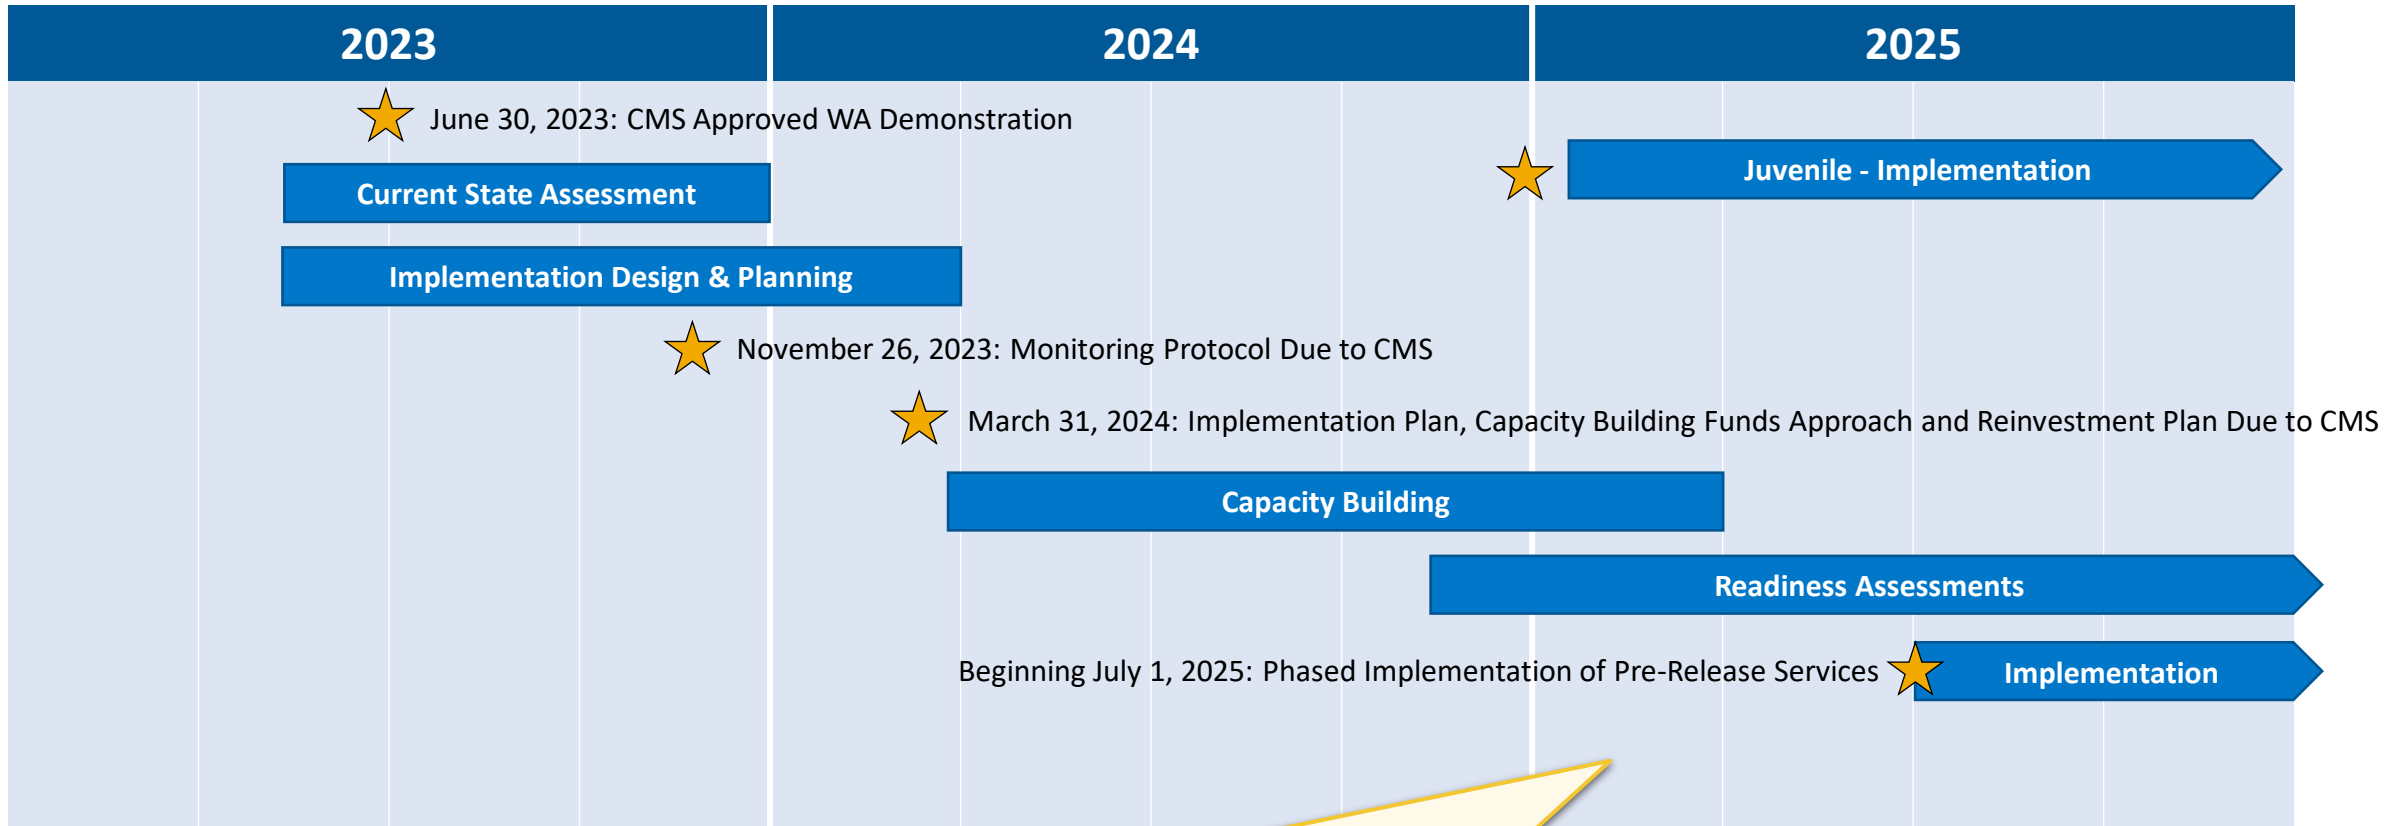 2023
2024
2025
June 30, 2023: CMS Approved WA Demonstration
Juvenile - Implementation
Current State Assessment
Implementation Design & Planning
November 26, 2023: Monitoring Protocol Due to CMS
March 31, 2024: Implementation Plan, Capacity Building Funds Approach and Reinvestment Plan Due to CMS
Capacity Building
Readiness Assessments
Beginning July 1, 2025: Phased Implementation of Pre-Release Services
Implementation